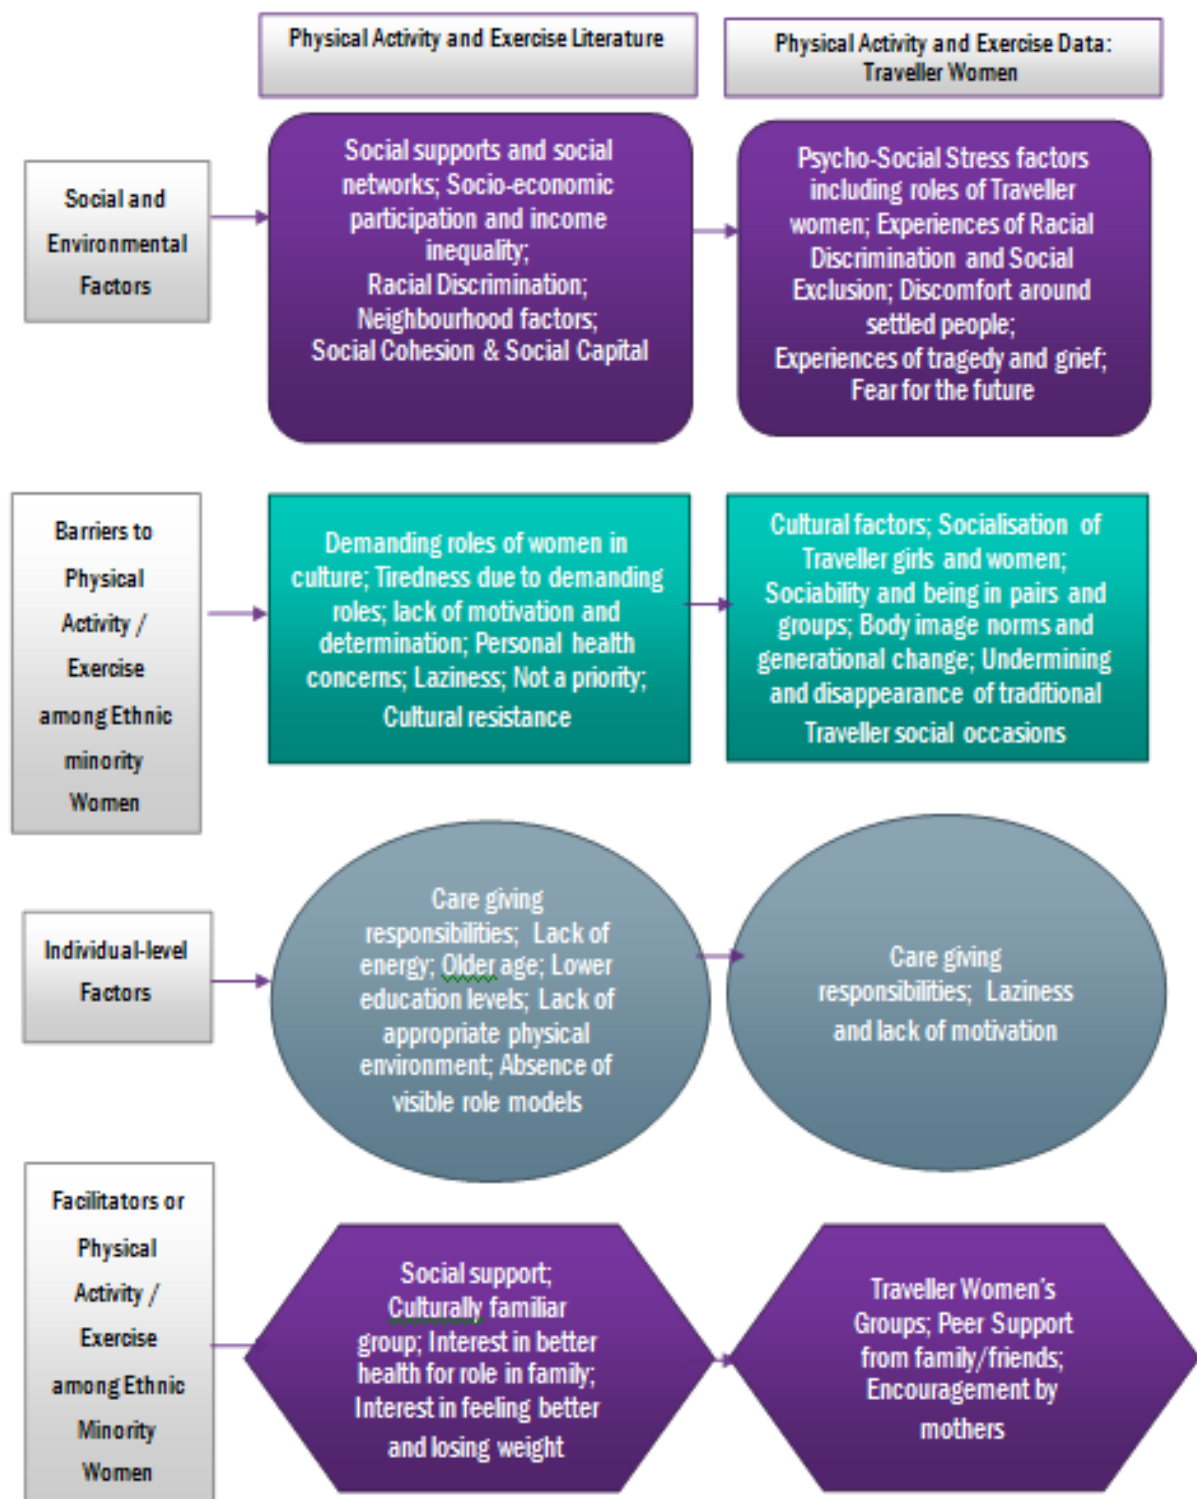 Physical Activity and Exercise Literature
Physical Activity and Exercise Data:
Traveller Women
Social and
Environmental
Factors
Social supports and social
networks; Socio-economic
participation and income
inequality;
Racial Discrimination;
Neighbourhood factors;
Social Cohesion & Social Capital
Psycho-Social Stress factors
including roles of Traveller
women; Experiences of Racial
Discrimination and Social
Exclusion; Discomfort around
settled people;
Experiences of tragedy and grief;
Fear for the future
Barriers to
Physical
Activity /
Exercise
among Ethnic
minority
Women
Demanding roles of women in
culture; Tiredness due to demanding
roles; lack of motivation and
determination; Personal health
concerns; Laziness; Not a priority;
Cultural resistance
Cultural factors; Socialisation of
Traveller girls and women;
Sociability and being in pairs and
groups; Body image norms and
generational change; Undermining
and disappearance of traditional
Traveller social occasions
Individual-level
Factors
Care giving
responsibilities; Lack of
energy; Older age; Lower
education levels; Lack of
appropriate physical
environment; Absence of
visible role models
Care giving
responsibilities; Laziness
and lack of motivation
Facilitators or
Physical
Activity /
Exercise
among Ethnic
Minority
Women
Social support;
Culturally familiar
group; Interest in better
health for role in family;
Interest in feeling better
and losing weight
Traveller Women's
Groups; Peer Support
from family/friends;
Encouragement by
mothers